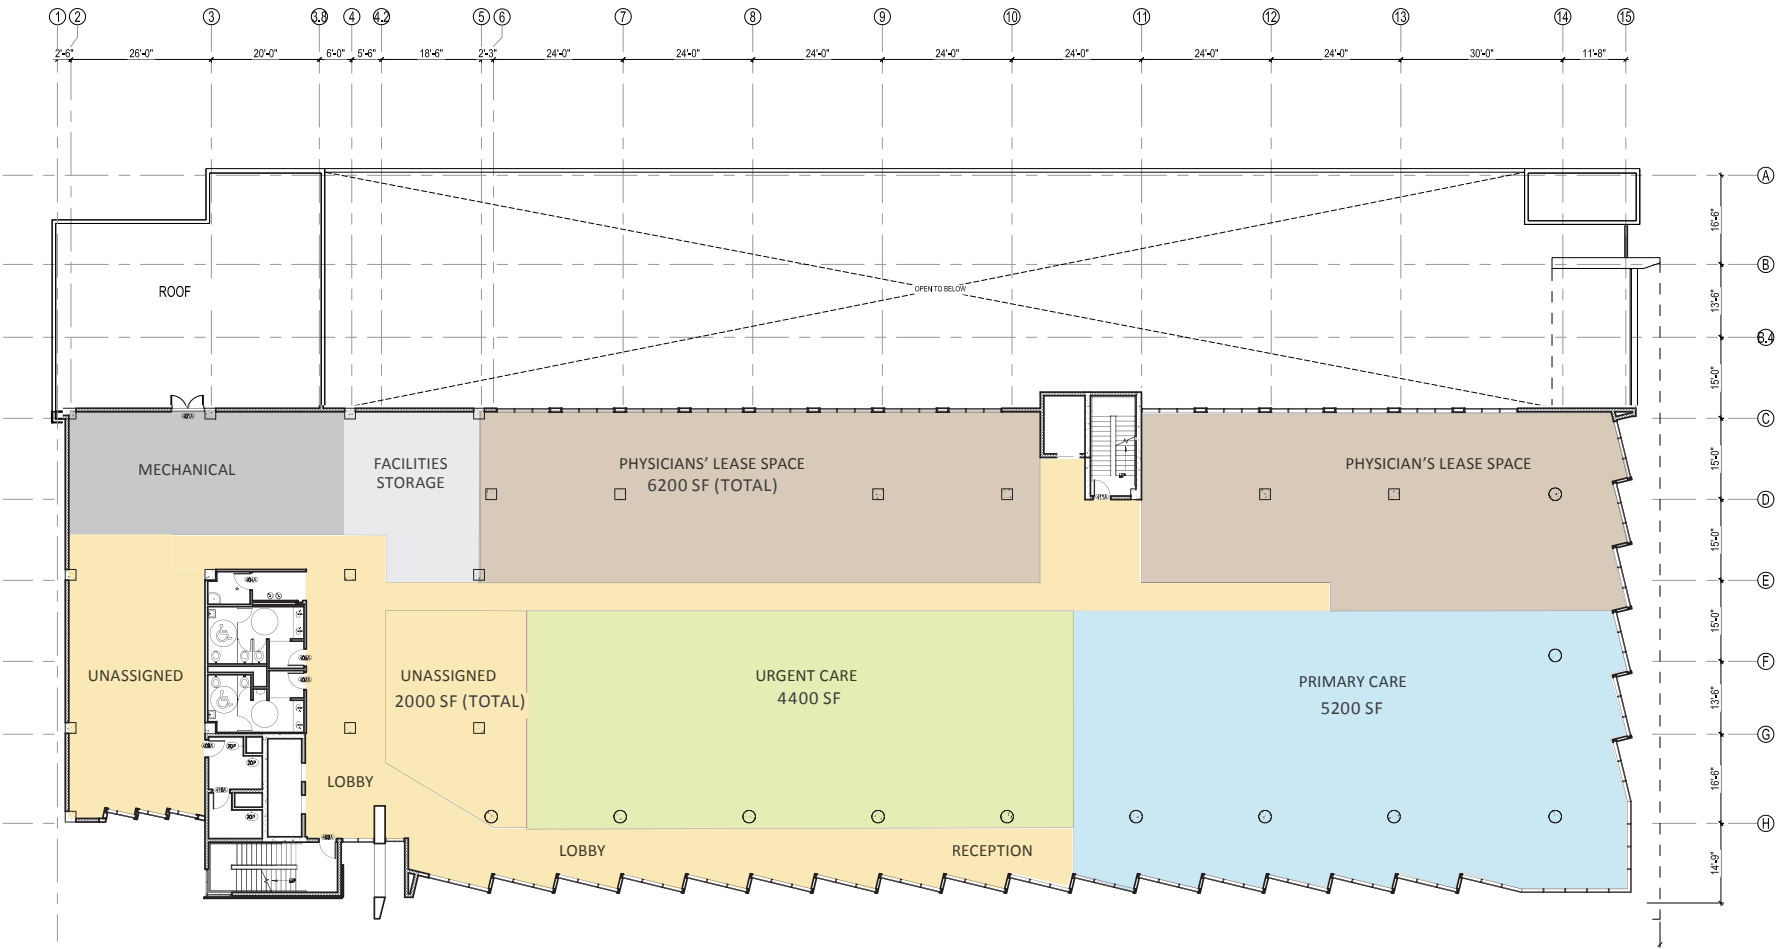 1 2 3 3.8 4 4.2 5 6 7 8 9 10 11 12 13 14 15
2'-6" 26'-0" 20'-0" 6'-0" 5'-6" 18'-6" 2'-3" 24'-0" 24'-0" 24'-0" 24'-0" 24'-0" 24'-0" 24'-0" 30'-0" 11'-8"
A
16'-6"
B
ROOF
OPEN TO BELOW
13'-6"
B.4
15'-0"
C
MECHANICAL
FACILITIES
STORAGE
PHYSICIANS' LEASE SPACE
6200 SF (TOTAL)
UP
PHYSICIAN'S LEASE SPACE
15'-0"
D
15'-0"
E
15'-0"
F
UNASSIGNED
UNASSIGNED
2000 SF (TOTAL)
URGENT CARE
4400 SF
PRIMARY CARE
5200 SF
13'-6"
G
LOBBY
16'-6"
H
LOBBY
RECEPTION
14'-9"